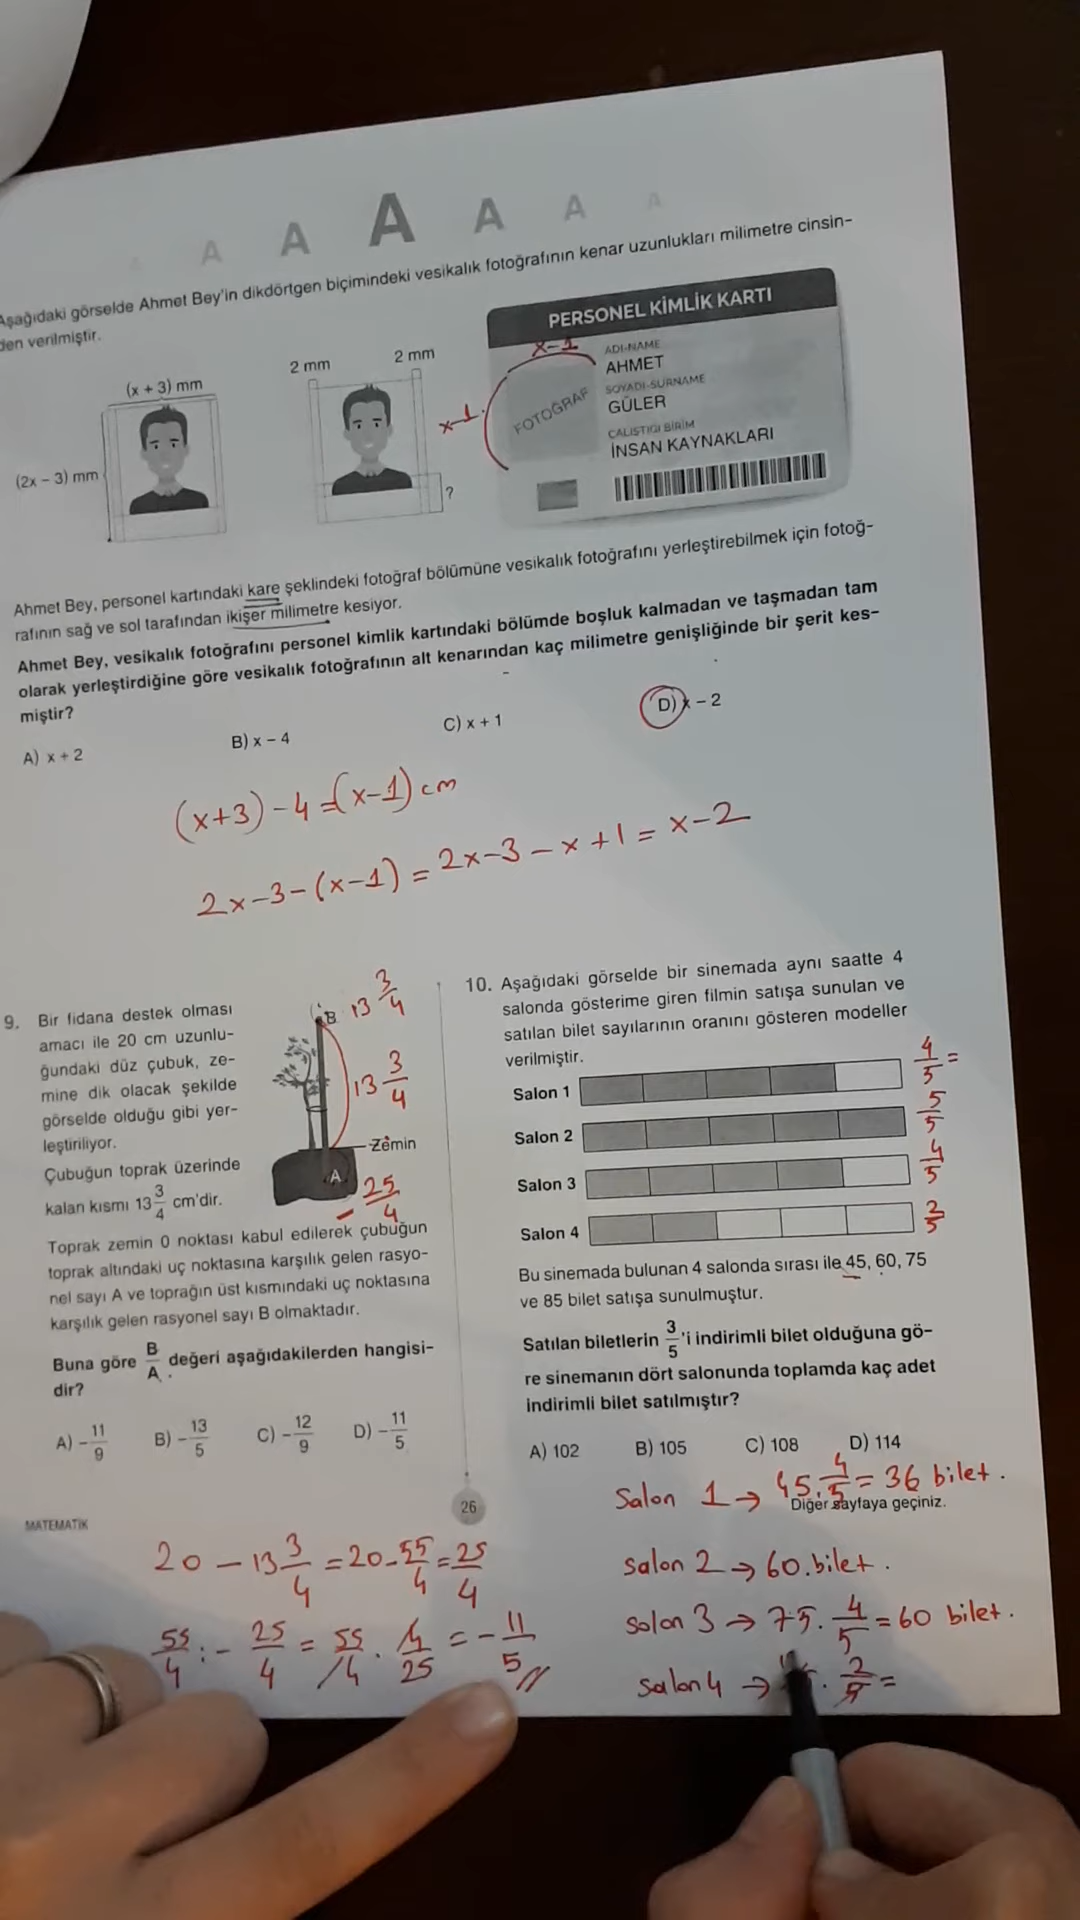 A A A A A A
Aşağıdaki görselde Ahmet Bey'in dikdörtgen biçimindeki vesikalık fotoğrafının kenar uzunlukları milimetre cinsin-
den verilmiştir.
(x + 3) mm
(2x – 3) mm
2 mm 2 mm
?
x-1
x-1
PERSONEL KİMLİK KARTI
FOTOĞRAF
ADI-NAME
AHMET
SOYADI-SURNAME
GÜLER
ÇALIŞTIĞI BİRİM
İNSAN KAYNAKLARI
Ahmet Bey, personel kartındaki kare şeklindeki fotoğraf bölümüne vesikalık fotoğrafını yerleştirebilmek için fotoğ-
rafının sağ ve sol tarafından ikişer milimetre kesiyor.
Ahmet Bey, vesikalık fotoğrafını personel kimlik kartındaki bölümde boşluk kalmadan ve taşmadan tam
olarak yerleştirdiğine göre vesikalık fotoğrafının alt kenarından kaç milimetre genişliğinde bir şerit kes-
miştir?
A) x + 2 B) x – 4 C) x + 1 D) x – 2
(x+3)-4=(x-1) cm
2x-3-(x-1) = 2x-3-x+1 = x-2
9. Bir fidana destek olması
amacı ile 20 cm uzunlu-
ğundaki düz çubuk, ze-
mine dik olacak şekilde
görselde olduğu gibi yer-
leştiriliyor.
Çubuğun toprak üzerinde
kalan kısmı 13 3/4 cm'dir.
B 13 3/4
13 3/4
Zemin
A
- 25/4
Toprak zemin 0 noktası kabul edilerek çubuğun
toprak altındaki uç noktasına karşılık gelen rasyo-
nel sayı A ve toprağın üst kısmındaki uç noktasına
karşılık gelen rasyonel sayı B olmaktadır.
Buna göre B/A değeri aşağıdakilerden hangisi-
dir?
A) – 11/9 B) – 13/5 C) – 12/9 D) – 11/5
MATEMATİK
26
20 - 13 3/4 = 20 - 55/4 = 25/4
55/4 : - 25/4 = 55/4 . 4/25 = - 11/5 //
10. Aşağıdaki görselde bir sinemada aynı saatte 4
salonda gösterime giren filmin satışa sunulan ve
satılan bilet sayılarının oranını gösteren modeller
verilmiştir.
Salon 1 4/5 =
Salon 2 5/5
Salon 3 4/5
Salon 4 2/5
Bu sinemada bulunan 4 salonda sırası ile 45, 60, 75
ve 85 bilet satışa sunulmuştur.
Satılan biletlerin 3/5 'i indirimli bilet olduğuna gö-
re sinemanın dört salonunda toplamda kaç adet
indirimli bilet satılmıştır?
A) 102 B) 105 C) 108 D) 114
Salon 1 → 45. 4/5 = 36 bilet.
Diğer sayfaya geçiniz.
Salon 2 → 60.bilet.
Salon 3 → 75. 4/5 = 60 bilet.
Salon 4 → . 2/5 =